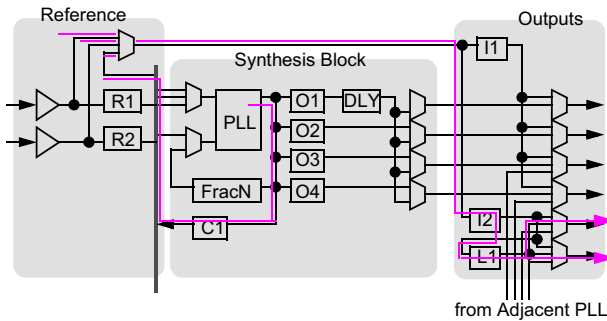 Reference
Outputs
Synthesis Block
I1
R1
O1
DLY
PLL
R2
O2
O3
FracN
O4
C1
I2
L1
from Adjacent PLL